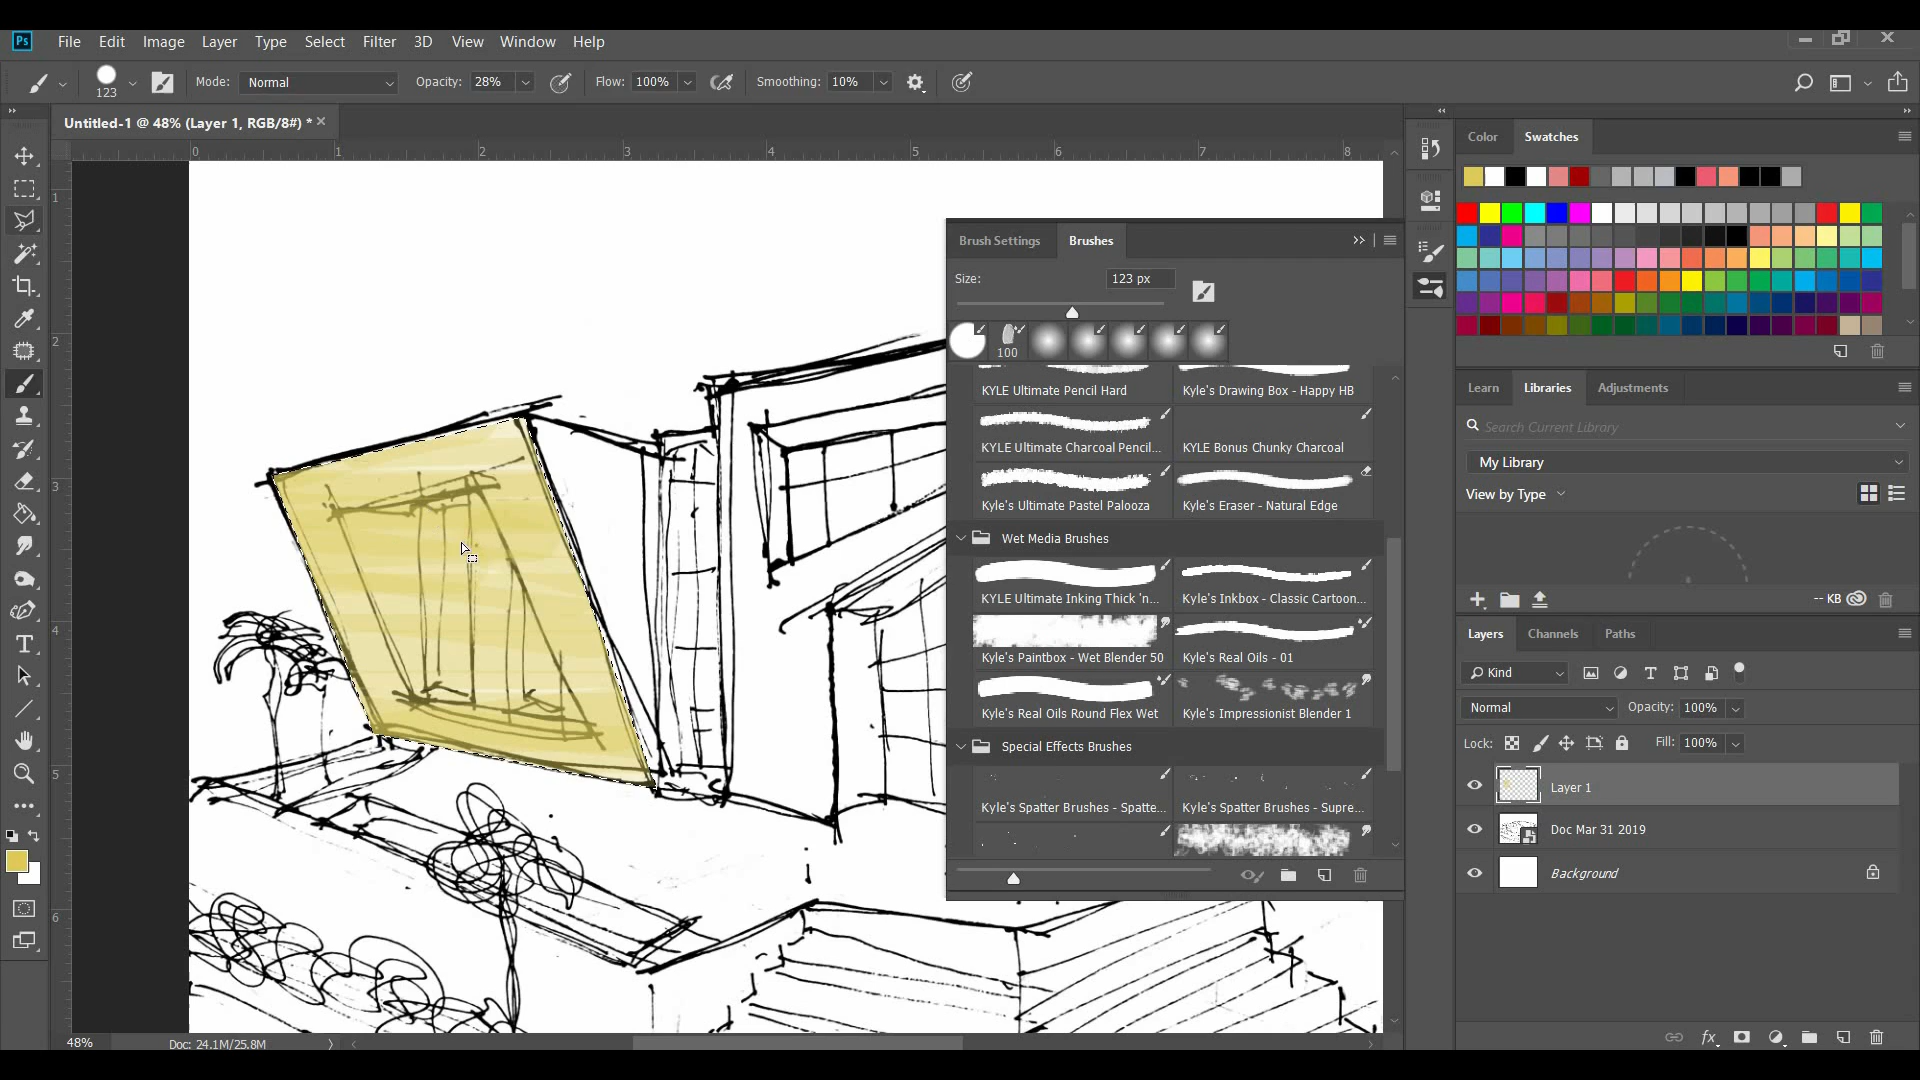 Ps File Edit Image Layer Type Select Filter 3D View Window Help
123 Mode: Normal Opacity: 28% Flow: 100% Smoothing: 10%
Untitled-1 @ 48% (Layer 1, RGB/8#) *
0 1 2 3 4 5 6 7 8
1
2
3
4
5
6
Brush Settings Brushes
Size: 123 px
100
KYLE Ultimate Pencil Hard Kyle's Drawing Box - Happy HB
KYLE Ultimate Charcoal Pencil... KYLE Bonus Chunky Charcoal
Kyle's Ultimate Pastel Palooza Kyle's Eraser - Natural Edge
Wet Media Brushes
KYLE Ultimate Inking Thick 'n... Kyle's Inkbox - Classic Cartoon...
Kyle's Paintbox - Wet Blender 50 Kyle's Real Oils - 01
Kyle's Real Oils Round Flex Wet Kyle's Impressionist Blender 1
Special Effects Brushes
Kyle's Spatter Brushes - Spatte... Kyle's Spatter Brushes - Supre...
Color Swatches
Learn Libraries Adjustments
Search Current Library
My Library
View by Type
-- KB
Layers Channels Paths
Kind
Normal Opacity: 100%
Lock: Fill: 100%
Layer 1
Doc Mar 31 2019
Background
fx
48% Doc: 24.1M/25.8M